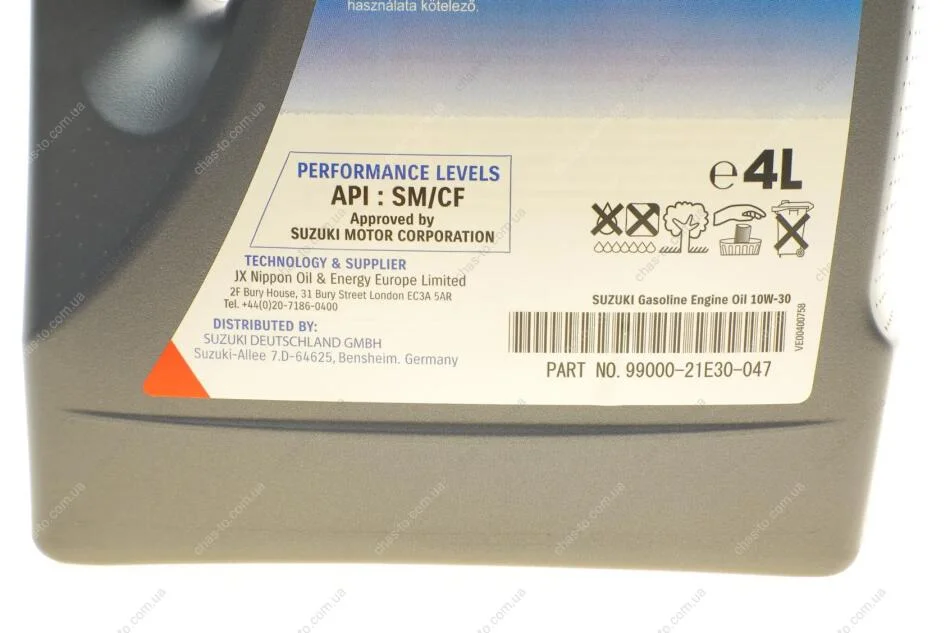 használata kötelező.
PERFORMANCE LEVELS
API : SM/CF
Approved by
SUZUKI MOTOR CORPORATION
e 4L
TECHNOLOGY & SUPPLIER
JX Nippon Oil & Energy Europe Limited
2F Bury House, 31 Bury Street London EC3A 5AR
Tel. +44(0)20-7186-0400
DISTRIBUTED BY:
SUZUKI DEUTSCHLAND GMBH
Suzuki-Allee 7.D-64625, Bensheim. Germany
SUZUKI Gasoline Engine Oil 10W-30
VE00400758
PART NO. 99000-21E30-047
chas-to.com.ua